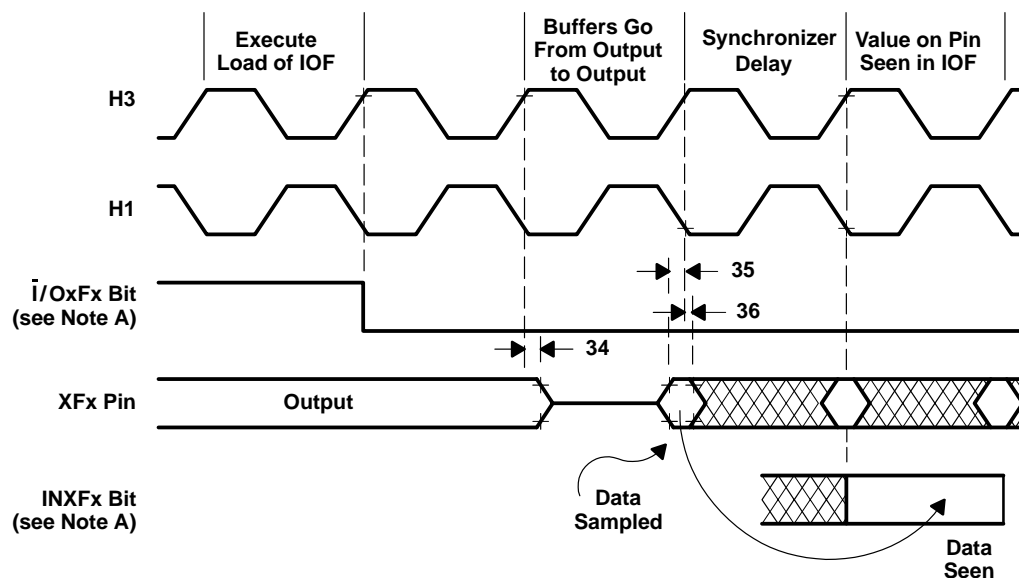 Execute
Load of IOF
Buffers Go
From Output
to Output
Synchronizer
Delay
Value on Pin
Seen in IOF
H3
H1
Ī/OxFx Bit
(see Note A)
35
36
34
XFx Pin
Output
INXFx Bit
(see Note A)
Data
Sampled
Data
Seen